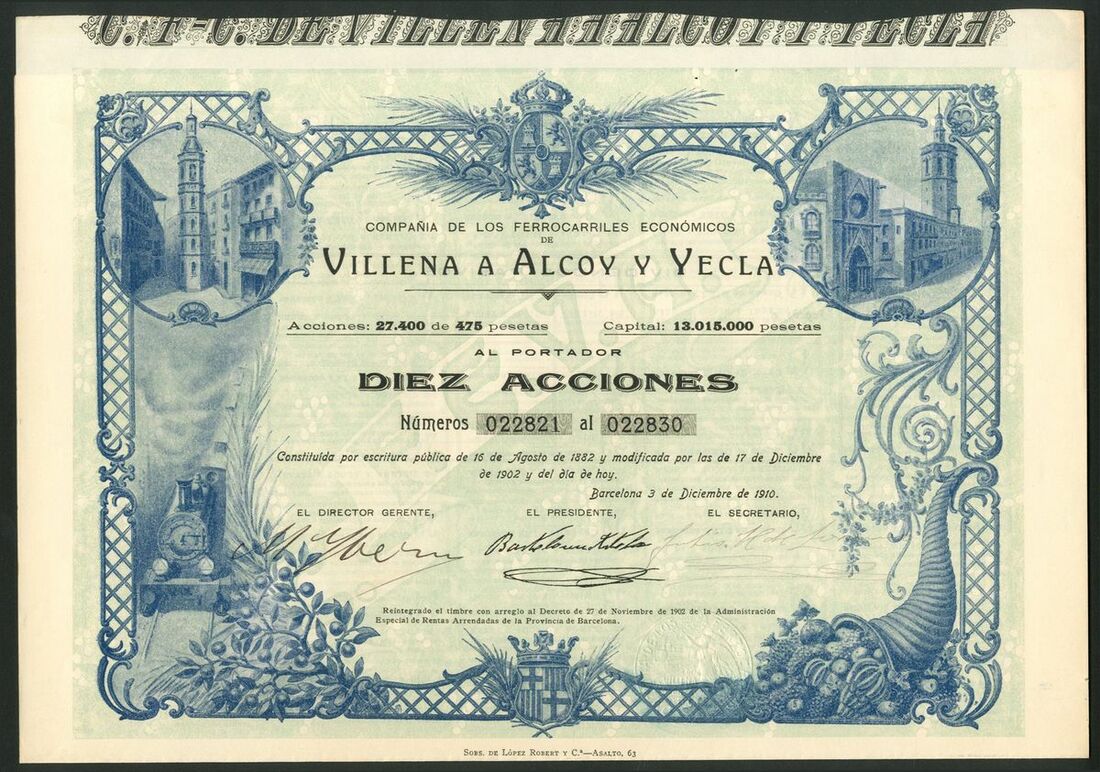 C. F-C. DE VILLENA A ALCOY Y YECLA
COMPAÑIA DE LOS FERROCARRILES ECONÓMICOS
DE
VILLENA A ALCOY Y YECLA
Acciones: 27.400 de 475 pesetas Capital: 13.015.000 pesetas
AL PORTADOR
DIEZ ACCIONES
Números 022821 al 022830
Constituída por escritura pública de 16 de Agosto de 1882 y modificada por las de 17 de Diciembre
de 1902 y del día de hoy.
Barcelona 3 de Diciembre de 1910.
EL DIRECTOR GERENTE, EL PRESIDENTE, EL SECRETARIO,
Reintegrado el timbre con arreglo al Decreto de 27 de Noviembre de 1902 de la Administración
Especial de Rentas Arrendadas de la Provincia de Barcelona.
SOBS. DE LÓPEZ ROBERT Y C.ª—ASALTO, 63